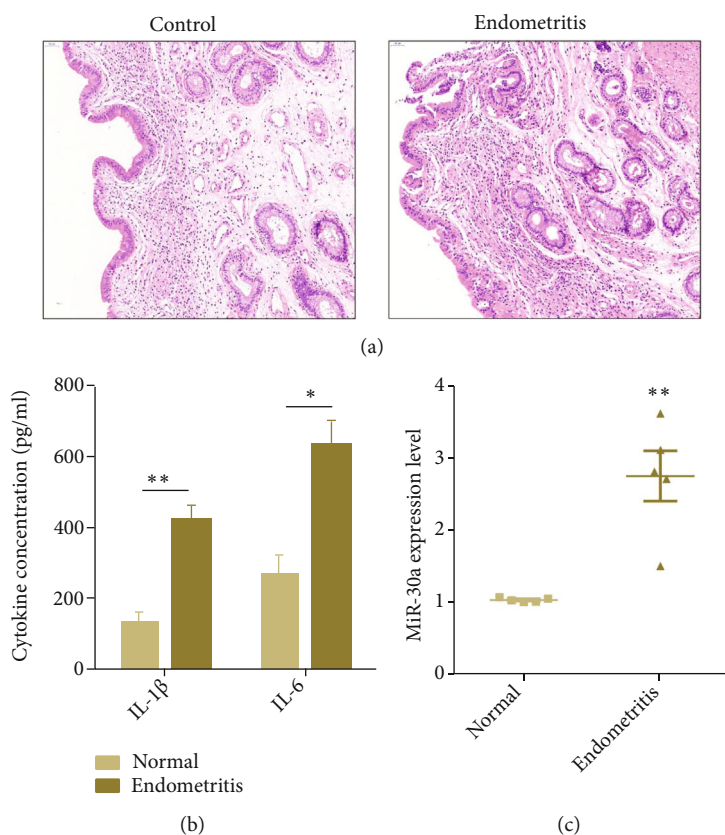 Control
Endometritis
(a)
800
600
400
200
0
Cytokine concentration (pg/ml)
**
*
IL-1β
IL-6
Normal
Endometritis
(b)
4
3
2
1
0
MiR-30a expression level
**
Normal
Endometritis
(c)